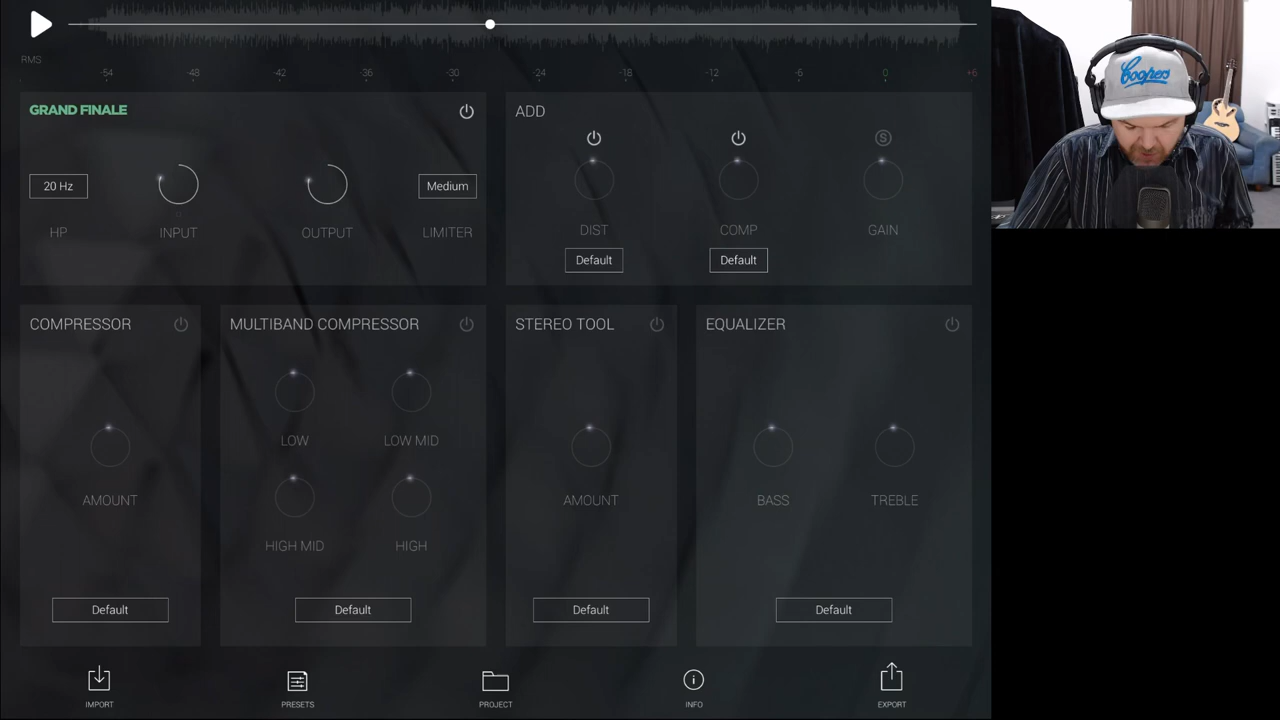 RMS
-54 -48 -42 -36 -30 -24 -18 -12 -6 0 +6
GRAND FINALE
20 Hz
HP
INPUT
OUTPUT
Medium
LIMITER
ADD
S
DIST
COMP
GAIN
Default
Default
COMPRESSOR
AMOUNT
Default
MULTIBAND COMPRESSOR
LOW
LOW MID
HIGH MID
HIGH
Default
STEREO TOOL
AMOUNT
Default
EQUALIZER
BASS
TREBLE
Default
IMPORT
PRESETS
PROJECT
INFO
EXPORT
Coopers